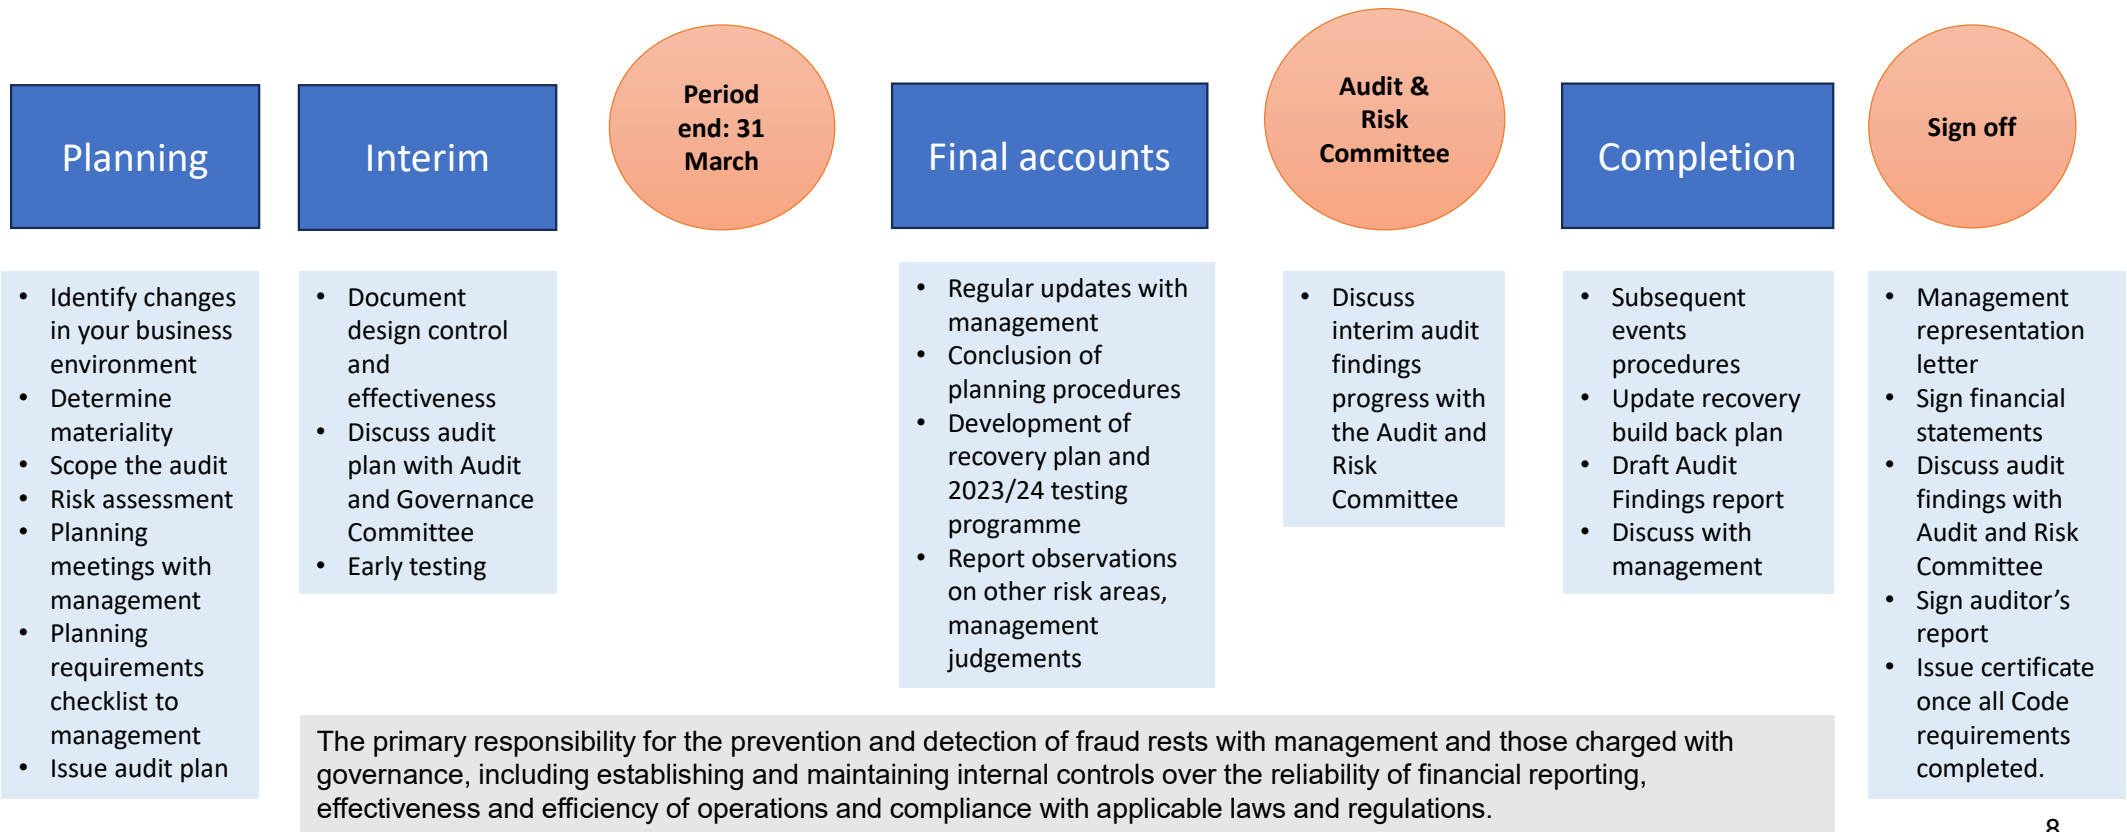 Planning
Interim
Period
end: 31
March
Final accounts
Audit &
Risk
Committee
Completion
Sign off
• Identify changes
in your business
environment
• Determine
materiality
• Scope the audit
• Risk assessment
• Planning
meetings with
management
• Planning
requirements
checklist to
management
• Issue audit plan
• Document
design control
and
effectiveness
• Discuss audit
plan with Audit
and Governance
Committee
• Early testing
• Regular updates with
management
• Conclusion of
planning procedures
• Development of
recovery plan and
2023/24 testing
programme
• Report observations
on other risk areas,
management
judgements
• Discuss
interim audit
findings
progress with
the Audit and
Risk
Committee
• Subsequent
events
procedures
• Update recovery
build back plan
• Draft Audit
Findings report
• Discuss with
management
• Management
representation
letter
• Sign financial
statements
• Discuss audit
findings with
Audit and Risk
Committee
• Sign auditor’s
report
• Issue certificate
once all Code
requirements
completed.
The primary responsibility for the prevention and detection of fraud rests with management and those charged with
governance, including establishing and maintaining internal controls over the reliability of financial reporting,
effectiveness and efficiency of operations and compliance with applicable laws and regulations.
8